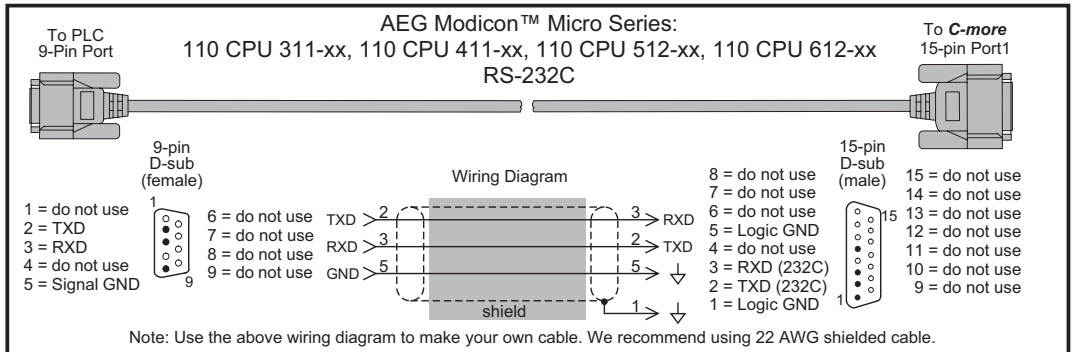 AEG Modicon™ Micro Series:
110 CPU 311-xx, 110 CPU 411-xx, 110 CPU 512-xx, 110 CPU 612-xx
RS-232C
To PLC
9-Pin Port
To C-more
15-pin Port1
9-pin
D-sub
(female)
1
9
1 = do not use
2 = TXD
3 = RXD
4 = do not use
5 = Signal GND
6 = do not use
7 = do not use
8 = do not use
9 = do not use
Wiring Diagram
TXD 2 3 RXD
RXD 3 2 TXD
GND 5 5
1
shield
8 = do not use
7 = do not use
6 = do not use
5 = Logic GND
4 = do not use
3 = RXD (232C)
2 = TXD (232C)
1 = Logic GND
15-pin
D-sub
(male)
15
1
15 = do not use
14 = do not use
13 = do not use
12 = do not use
11 = do not use
10 = do not use
9 = do not use
Note: Use the above wiring diagram to make your own cable. We recommend using 22 AWG shielded cable.